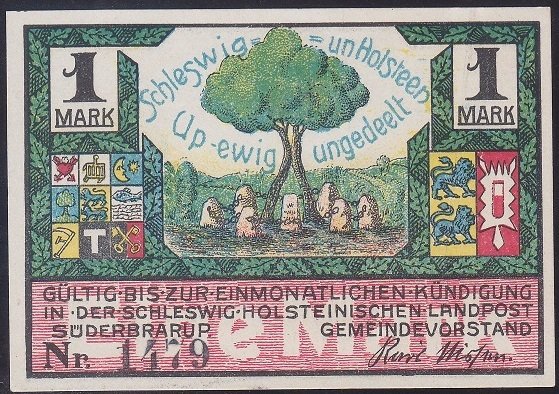 1 MARK
Schleswig= =un Holsteen
1 MARK
Up-ewig ungedeelt
T
GÜLTIG·BIS·ZUR·EINMONATLICHEN·KÜNDIGUNG
IN·DER·SCHLESWIG·HOLSTEINISCHEN·LANDPOST
SÜDERBRARUP GEMEINDEVORSTAND
Nr. 1479